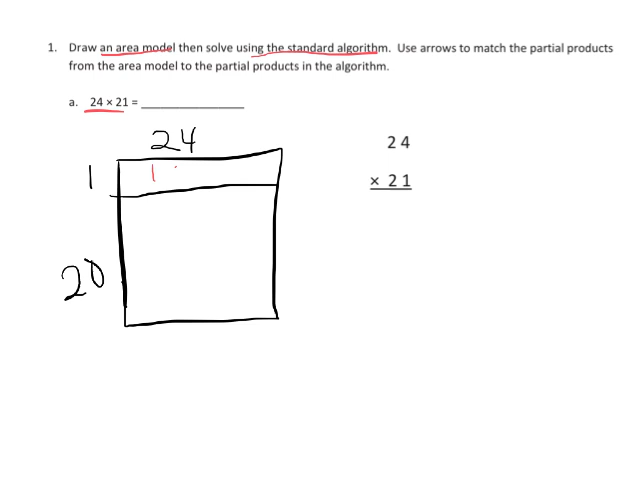 1. Draw an area model then solve using the standard algorithm. Use arrows to match the partial products
from the area model to the partial products in the algorithm.
a. 24 × 21 = ________________
24
24
1 1
× 21
20